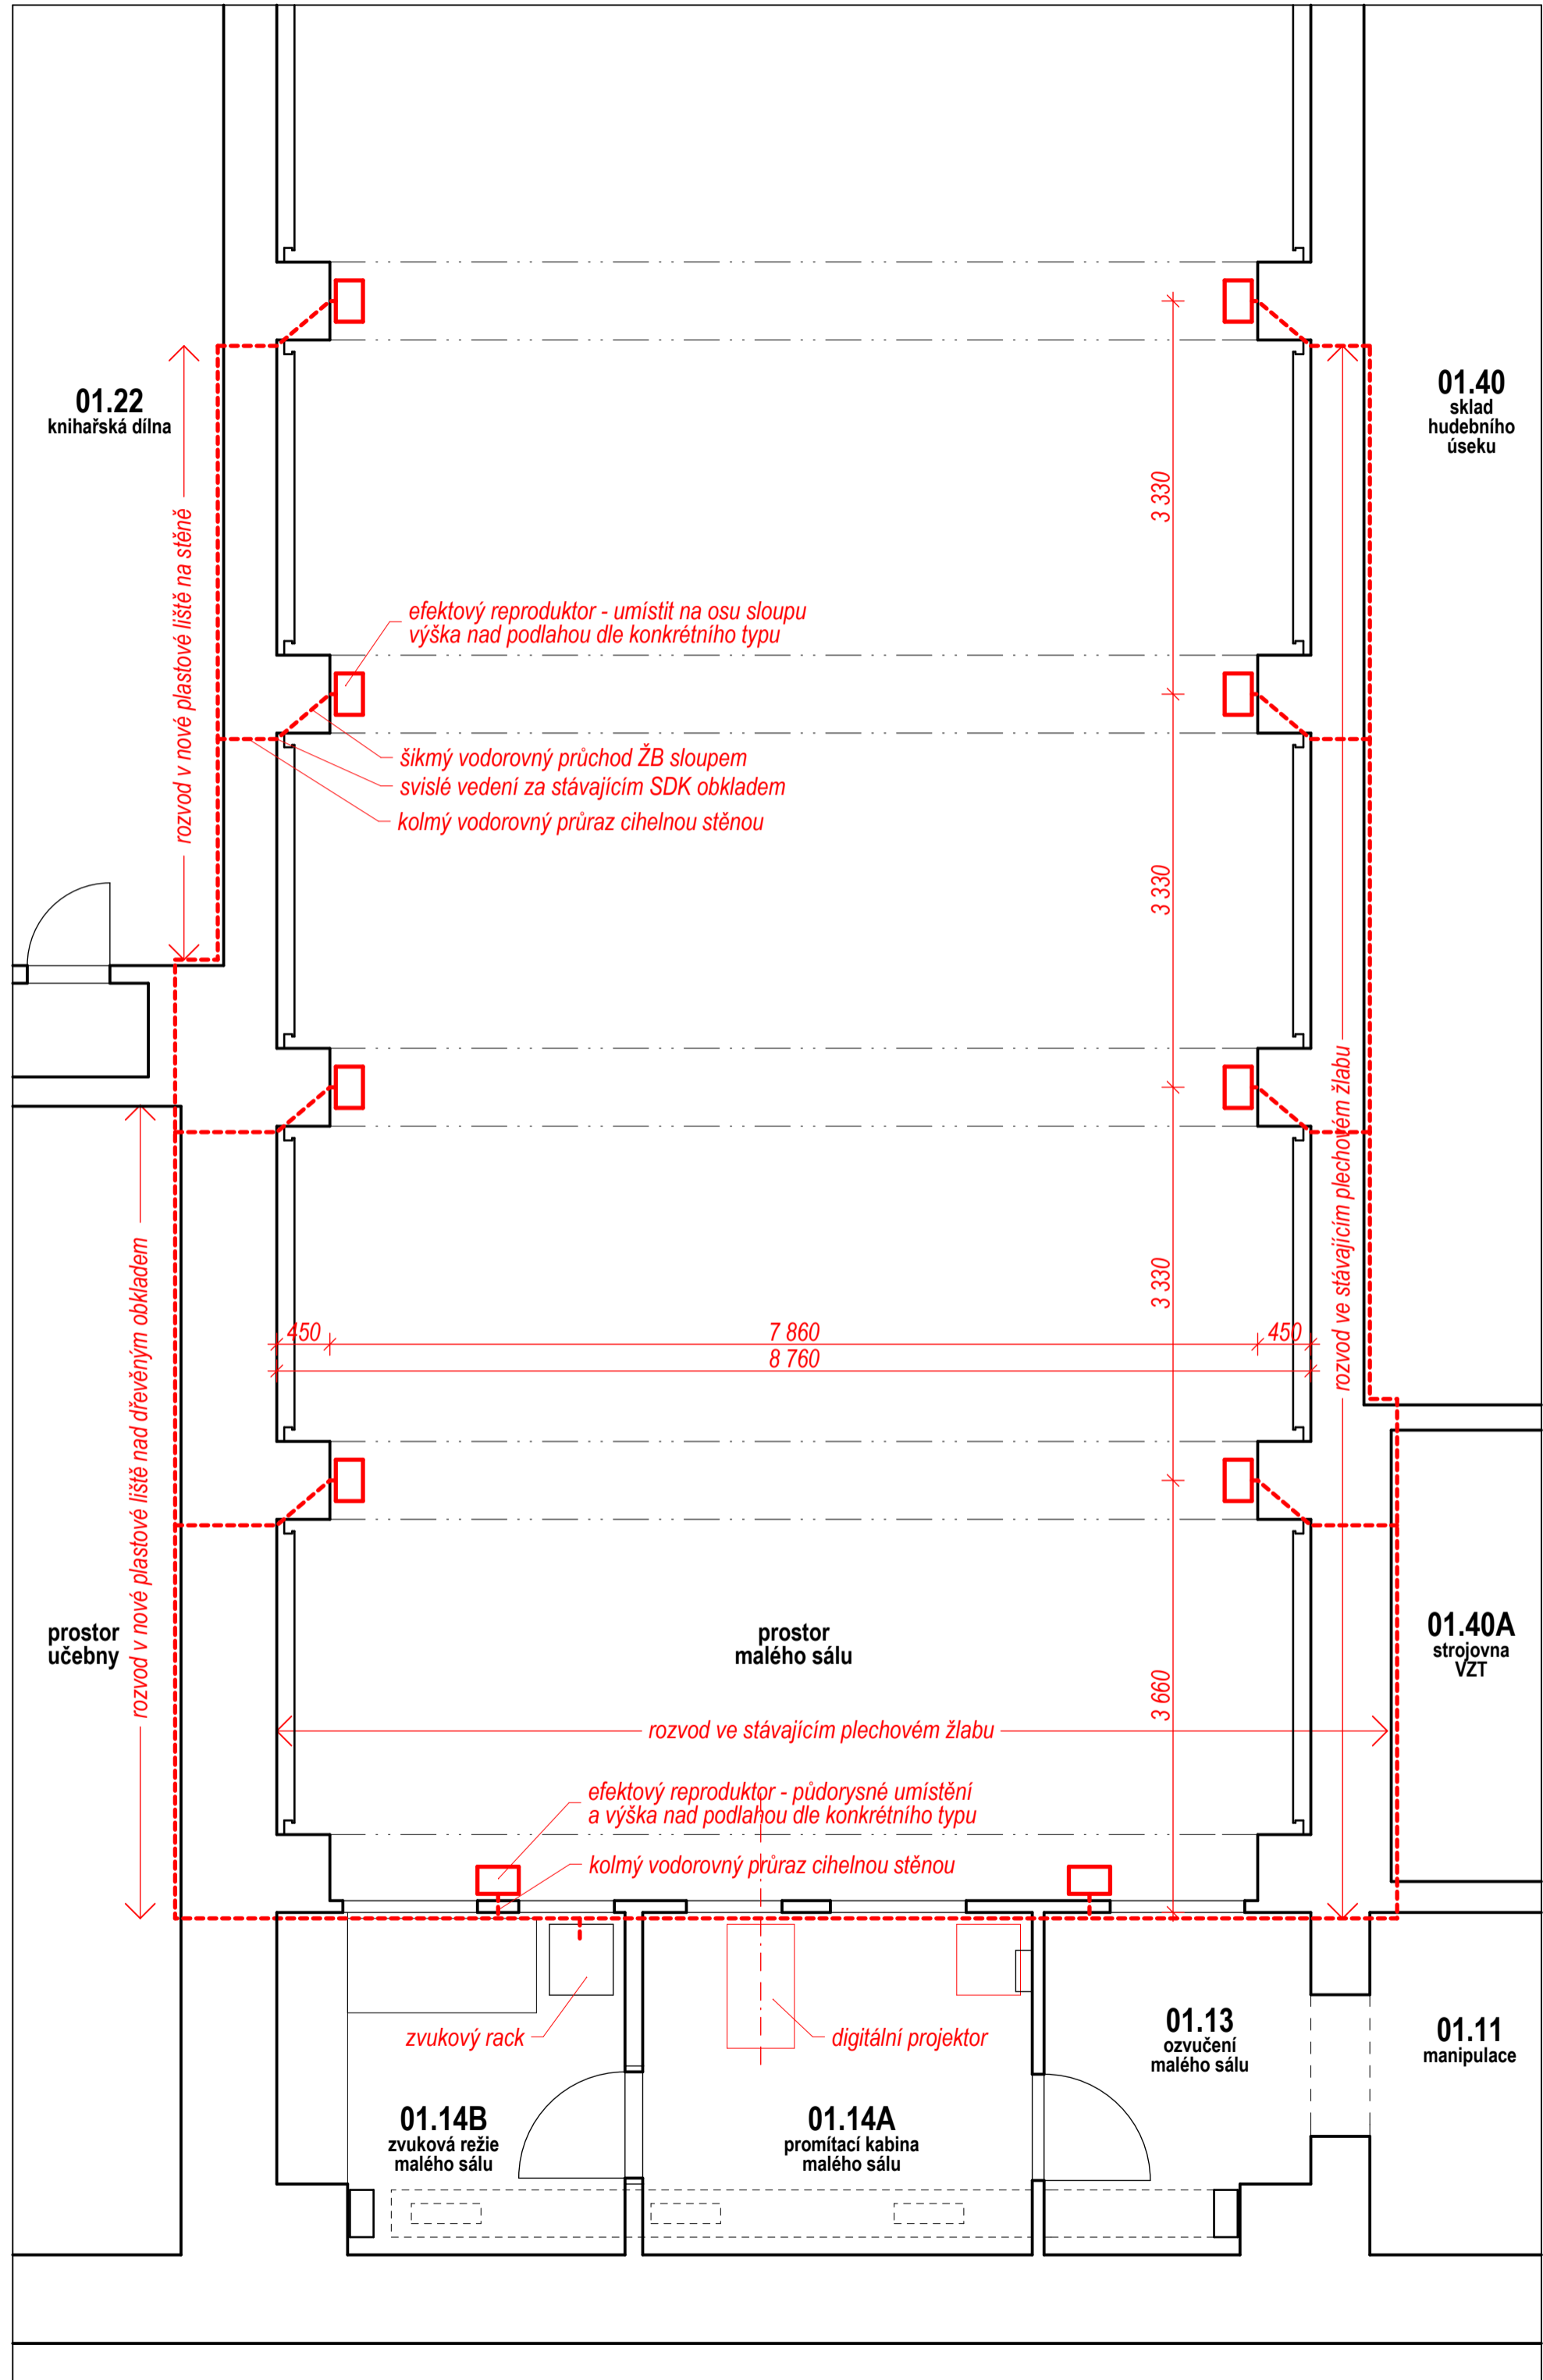 01.22
knihařská dílna
01.40
sklad
hudebního
úseku
rozvod v nové plastové liště na stěně
3 330
efektový reproduktor - umístit na osu sloupu
výška nad podlahou dle konkrétního typu
šikmý vodorovný průchod ŽB sloupem
svislé vedení za stávajícím SDK obkladem
kolmý vodorovný průraz cihelnou stěnou
3 330
rozvod ve stávajícím plechovém žlabu
3 330
rozvod v nové plastové liště nad dřevěným obkladem
450
7 860
450
8 760
prostor
učebny
prostor
malého sálu
01.40A
strojovna
VZT
3 660
rozvod ve stávajícím plechovém žlabu
efektový reproduktor - půdorysné umístění
a výška nad podlahou dle konkrétního typu
kolmý vodorovný průraz cihelnou stěnou
zvukový rack
digitální projektor
01.13
ozvučení
malého sálu
01.11
manipulace
01.14B
zvuková režie
malého sálu
01.14A
promítací kabina
malého sálu